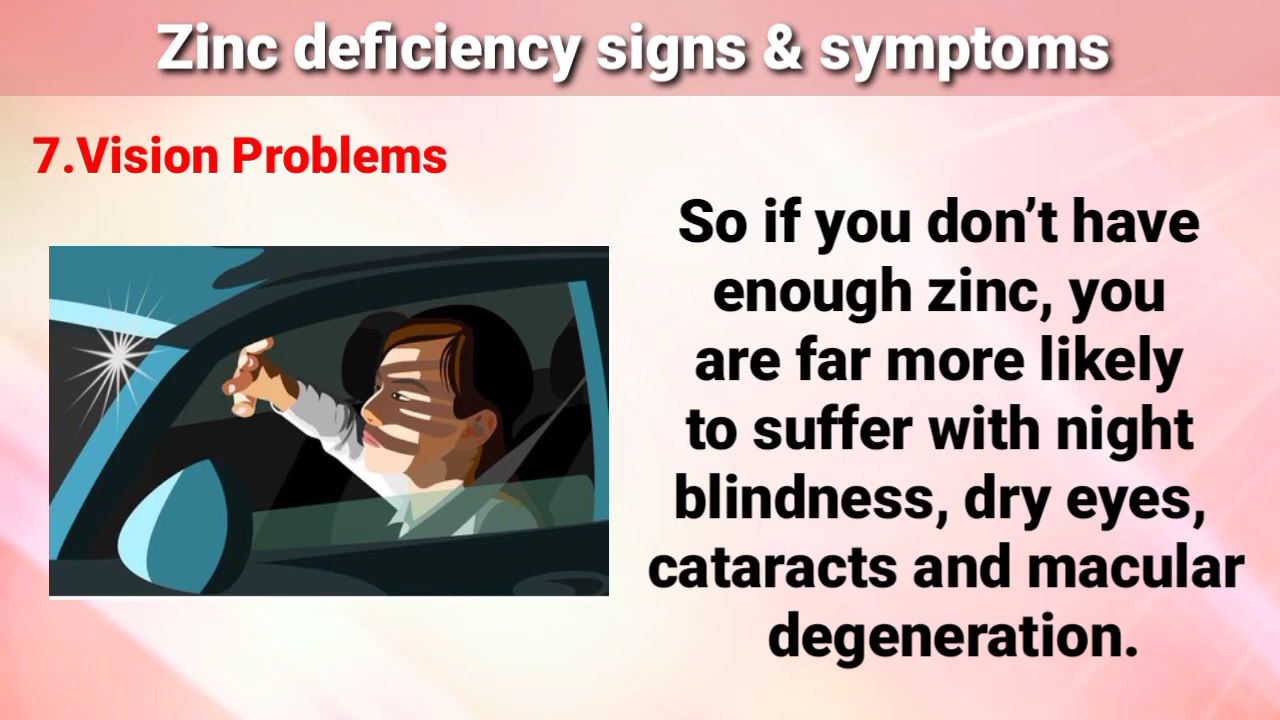 Zinc deficiency signs & symptoms
7.Vision Problems
So if you don’t have
enough zinc, you
are far more likely
to suffer with night
blindness, dry eyes,
cataracts and macular
degeneration.